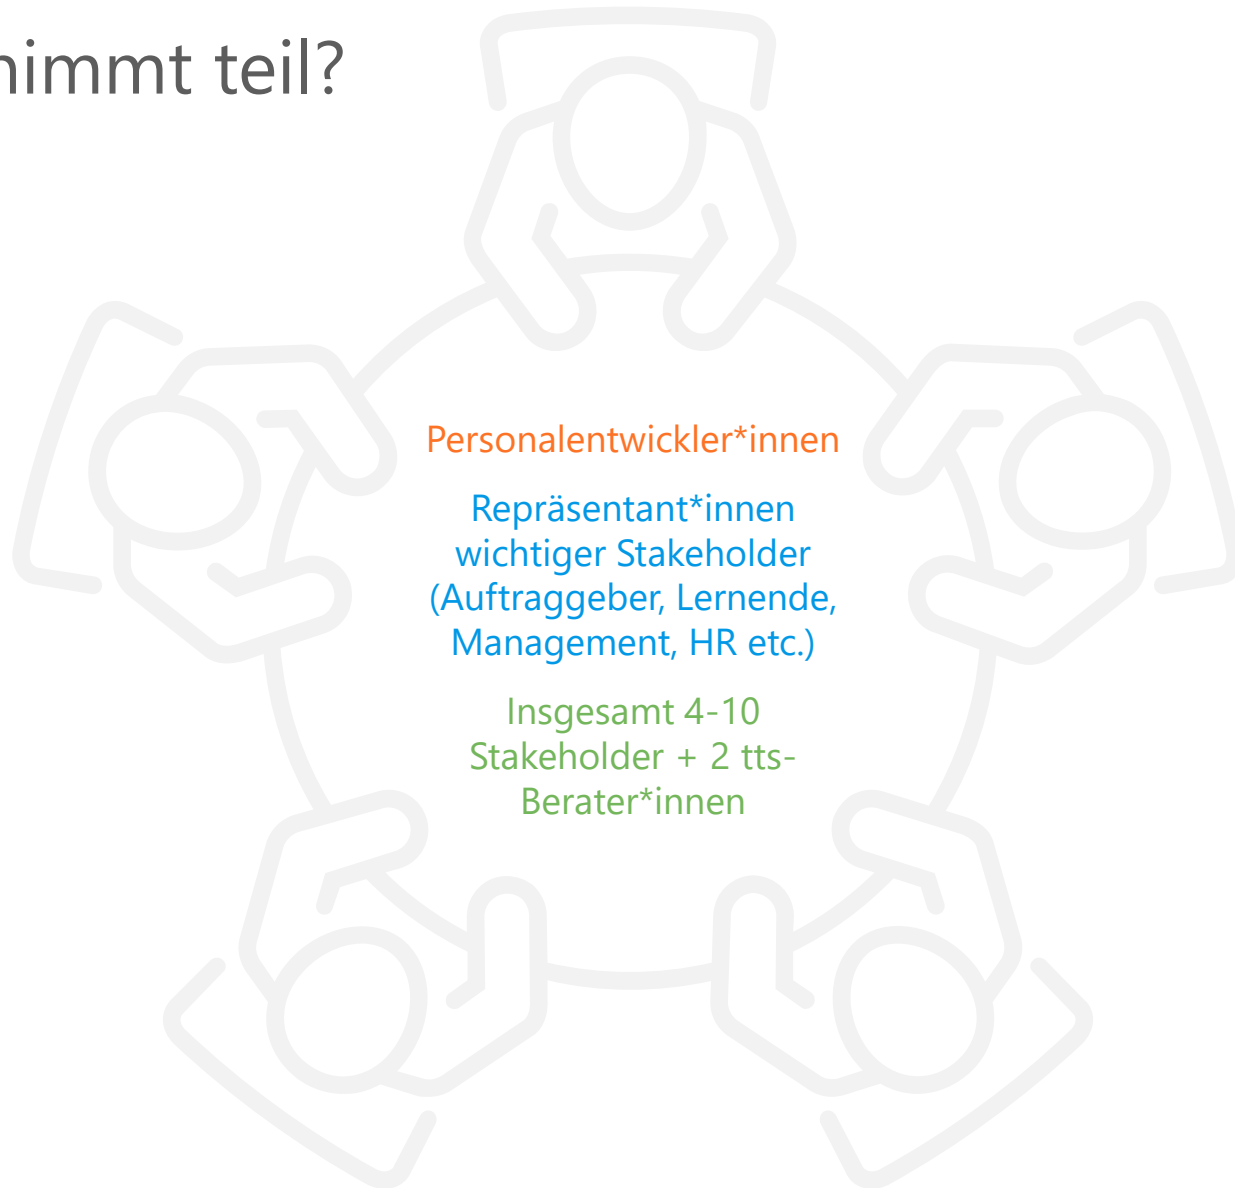 nimmt teil?
Personalentwickler*innen
Repräsentant*innen
wichtiger Stakeholder
(Auftraggeber, Lernende,
Management, HR etc.)
Insgesamt 4-10
Stakeholder + 2 tts-
Berater*innen